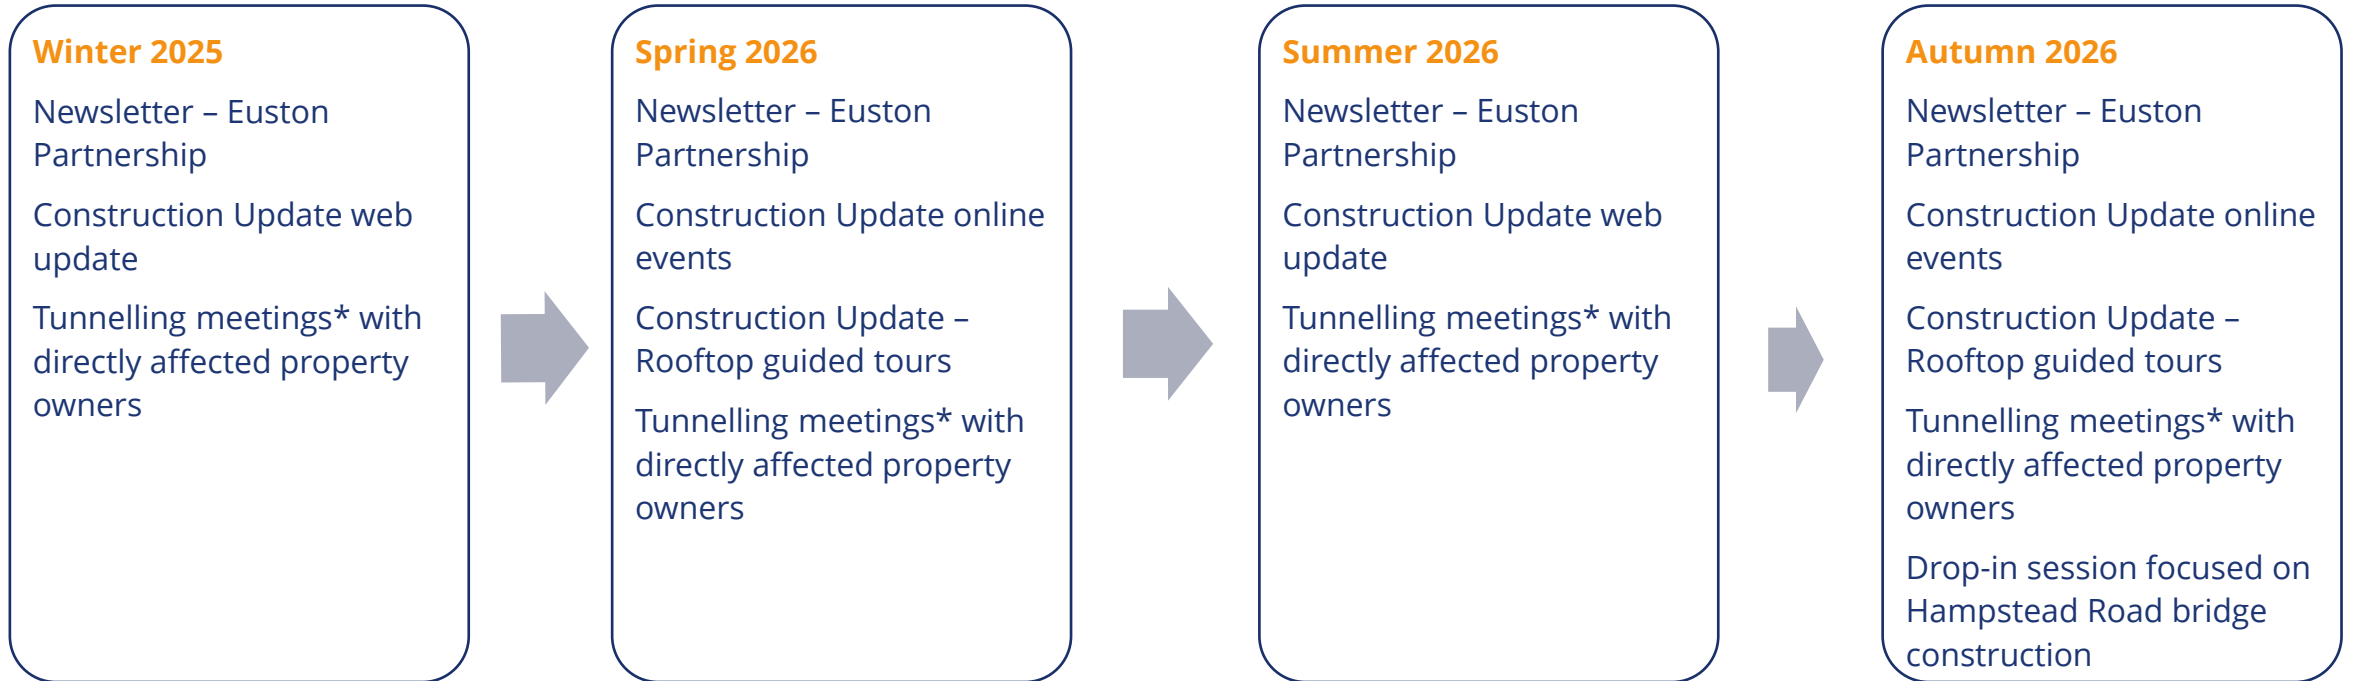 Winter 2025
Newsletter – Euston
Partnership
Construction Update web
update
Tunnelling meetings* with
directly affected property
owners
Spring 2026
Newsletter – Euston
Partnership
Construction Update online
events
Construction Update –
Rooftop guided tours
Tunnelling meetings* with
directly affected property
owners
Summer 2026
Newsletter – Euston
Partnership
Construction Update web
update
Tunnelling meetings* with
directly affected property
owners
Autumn 2026
Newsletter – Euston
Partnership
Construction Update online
events
Construction Update –
Rooftop guided tours
Tunnelling meetings* with
directly affected property
owners
Drop-in session focused on
Hampstead Road bridge
construction